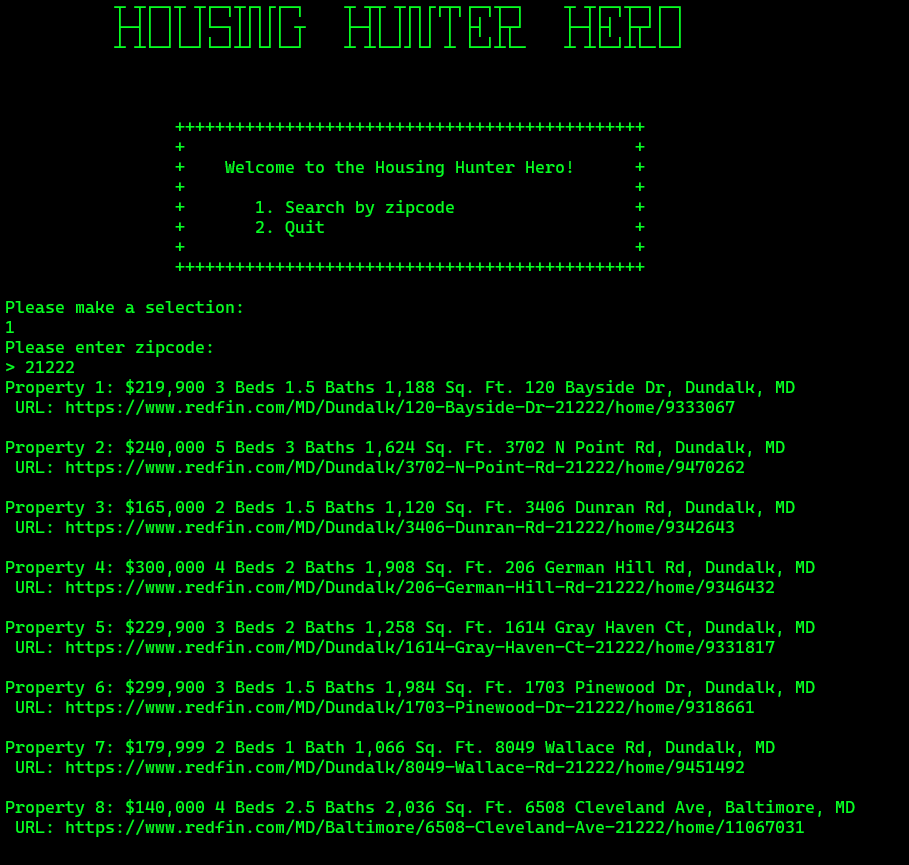 HOUSING HUNTER HERO
+++++++++++++++++++++++++++++++++++++++++++++++
+ +
+ Welcome to the Housing Hunter Hero! +
+ +
+ 1. Search by zipcode +
+ 2. Quit +
+ +
+++++++++++++++++++++++++++++++++++++++++++++++
Please make a selection:
1
Please enter zipcode:
> 21222
Property 1: $219,900 3 Beds 1.5 Baths 1,188 Sq. Ft. 120 Bayside Dr, Dundalk, MD
URL: https://www.redfin.com/MD/Dundalk/120-Bayside-Dr-21222/home/9333067
Property 2: $240,000 5 Beds 3 Baths 1,624 Sq. Ft. 3702 N Point Rd, Dundalk, MD
URL: https://www.redfin.com/MD/Dundalk/3702-N-Point-Rd-21222/home/9470262
Property 3: $165,000 2 Beds 1.5 Baths 1,120 Sq. Ft. 3406 Dunran Rd, Dundalk, MD
URL: https://www.redfin.com/MD/Dundalk/3406-Dunran-Rd-21222/home/9342643
Property 4: $300,000 4 Beds 2 Baths 1,908 Sq. Ft. 206 German Hill Rd, Dundalk, MD
URL: https://www.redfin.com/MD/Dundalk/206-German-Hill-Rd-21222/home/9346432
Property 5: $229,900 3 Beds 2 Baths 1,258 Sq. Ft. 1614 Gray Haven Ct, Dundalk, MD
URL: https://www.redfin.com/MD/Dundalk/1614-Gray-Haven-Ct-21222/home/9331817
Property 6: $299,900 3 Beds 1.5 Baths 1,984 Sq. Ft. 1703 Pinewood Dr, Dundalk, MD
URL: https://www.redfin.com/MD/Dundalk/1703-Pinewood-Dr-21222/home/9318661
Property 7: $179,999 2 Beds 1 Bath 1,066 Sq. Ft. 8049 Wallace Rd, Dundalk, MD
URL: https://www.redfin.com/MD/Dundalk/8049-Wallace-Rd-21222/home/9451492
Property 8: $140,000 4 Beds 2.5 Baths 2,036 Sq. Ft. 6508 Cleveland Ave, Baltimore, MD
URL: https://www.redfin.com/MD/Baltimore/6508-Cleveland-Ave-21222/home/11067031